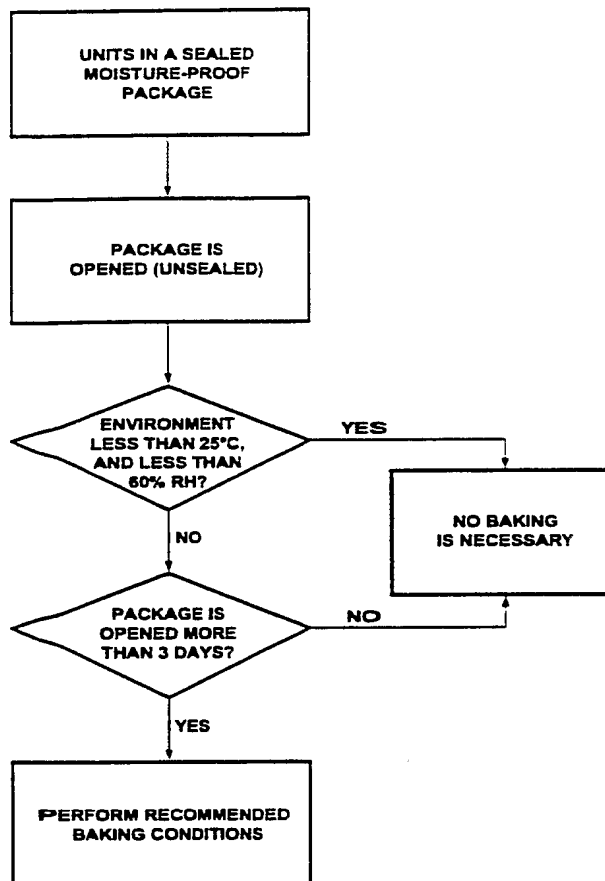 UNITS IN A SEALED
MOISTURE-PROOF
PACKAGE
PACKAGE IS
OPENED (UNSEALED)
ENVIRONMENT
LESS THAN 25°C,
AND LESS THAN
60% RH?
YES
NO BAKING
IS NECESSARY
NO
PACKAGE IS
OPENED MORE
THAN 3 DAYS?
NO
YES
PERFORM RECOMMENDED
BAKING CONDITIONS